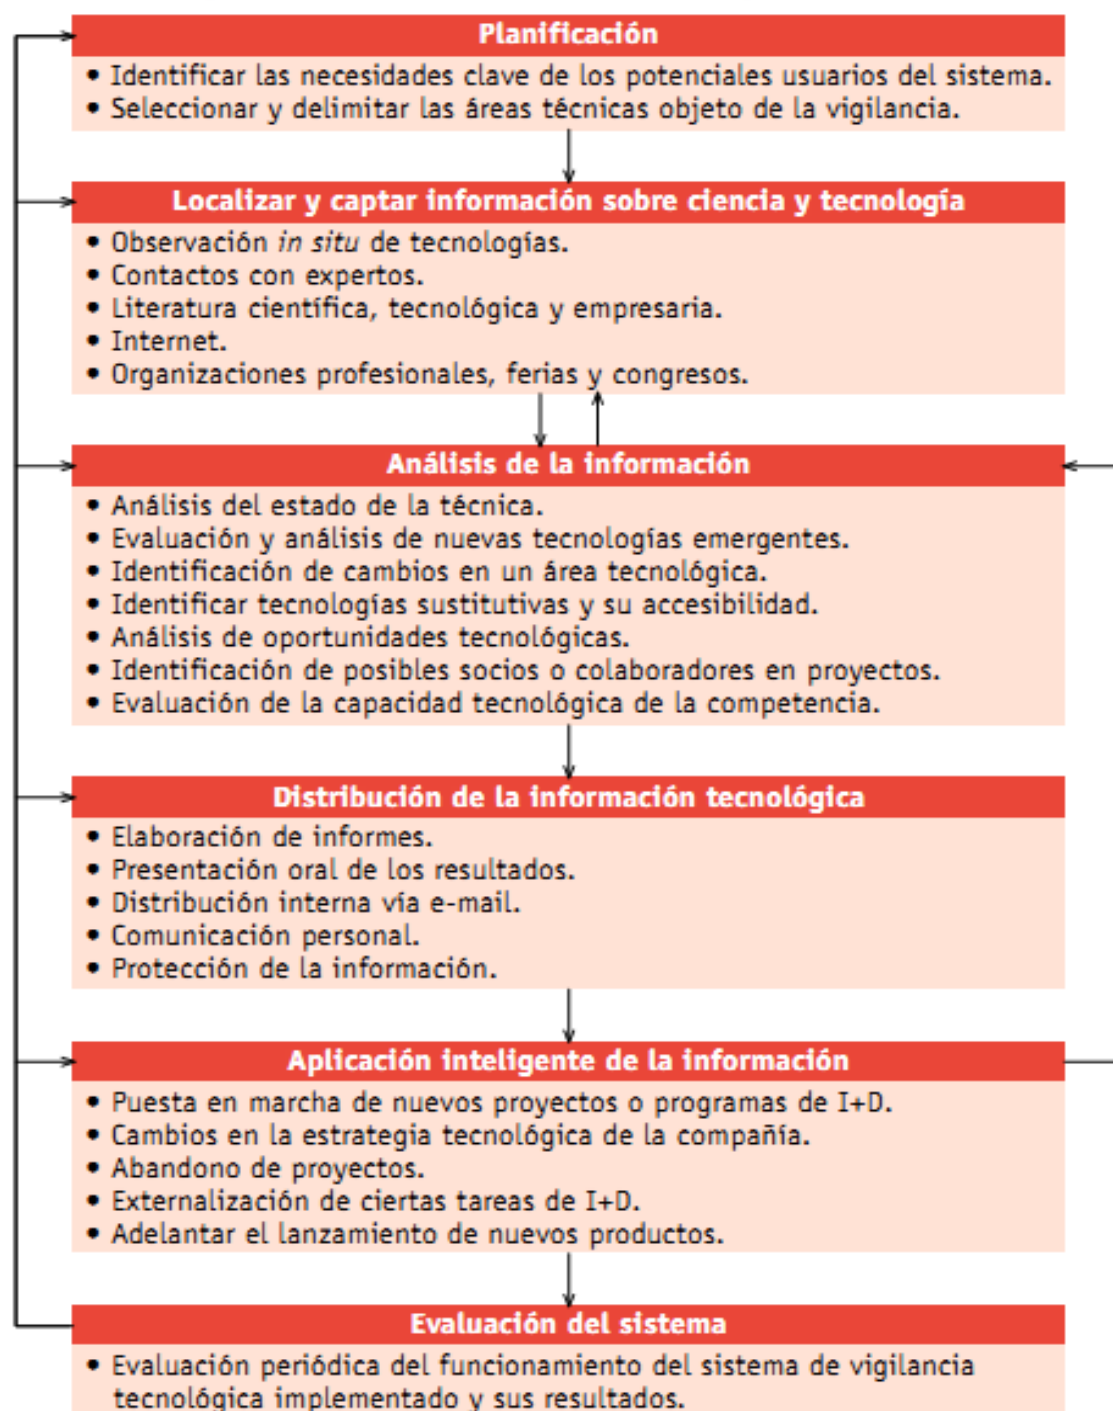 Planificación
• Identificar las necesidades clave de los potenciales usuarios del sistema.
• Seleccionar y delimitar las áreas técnicas objeto de la vigilancia.
Localizar y captar información sobre ciencia y tecnología
• Observación in situ de tecnologías.
• Contactos con expertos.
• Literatura científica, tecnológica y empresaria.
• Internet.
• Organizaciones profesionales, ferias y congresos.
Análisis de la información
• Análisis del estado de la técnica.
• Evaluación y análisis de nuevas tecnologías emergentes.
• Identificación de cambios en un área tecnológica.
• Identificar tecnologías sustitutivas y su accesibilidad.
• Análisis de oportunidades tecnológicas.
• Identificación de posibles socios o colaboradores en proyectos.
• Evaluación de la capacidad tecnológica de la competencia.
Distribución de la información tecnológica
• Elaboración de informes.
• Presentación oral de los resultados.
• Distribución interna vía e-mail.
• Comunicación personal.
• Protección de la información.
Aplicación inteligente de la información
• Puesta en marcha de nuevos proyectos o programas de I+D.
• Cambios en la estrategia tecnológica de la compañía.
• Abandono de proyectos.
• Externalización de ciertas tareas de I+D.
• Adelantar el lanzamiento de nuevos productos.
Evaluación del sistema
• Evaluación periódica del funcionamiento del sistema de vigilancia
tecnológica implementado y sus resultados.